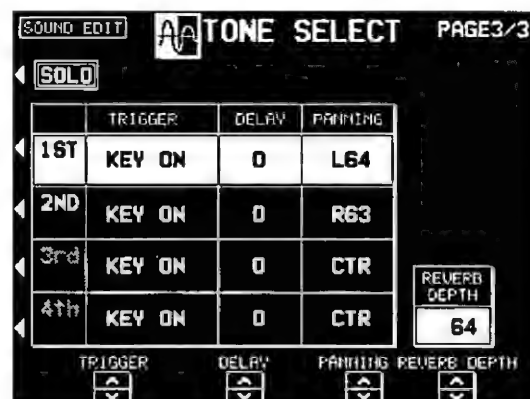 SOUND EDIT TONE SELECT PAGE3/3
SOLO
TRIGGER DELAY PANNING
1ST KEY ON 0 L64
2ND KEY ON 0 R63
3rd KEY ON 0 CTR
4th KEY ON 0 CTR
REVERB
DEPTH
64
TRIGGER DELAY PANNING REVERB DEPTH